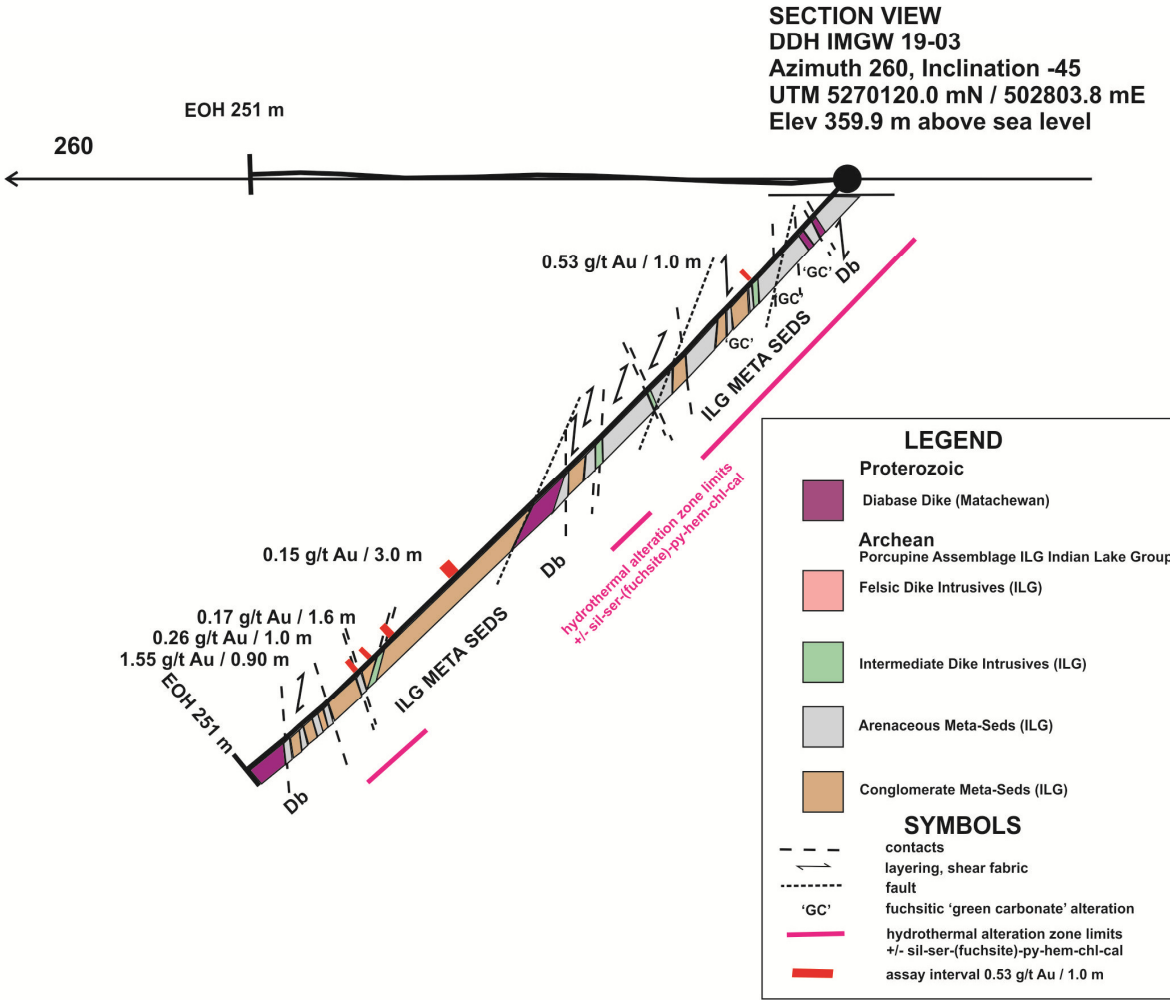 SECTION VIEW
DDH IMGW 19-03
Azimuth 260, Inclination -45
UTM 5270120.0 mN / 502803.8 mE
Elev 359.9 m above sea level
EOH 251 m
260
0.53 g/t Au / 1.0 m
'GC'
Db
'GC'
'GC'
ILG META SEDS
hydrothermal alteration zone limits
+/- sil-ser-(fuchsite)-py-hem-chl-cal
Db
0.15 g/t Au / 3.0 m
0.17 g/t Au / 1.6 m
0.26 g/t Au / 1.0 m
1.55 g/t Au / 0.90 m
ILG META SEDS
EOH 251 m
Db
LEGEND
Proterozoic
Diabase Dike (Matachewan)
Archean
Porcupine Assemblage ILG Indian Lake Group
Felsic Dike Intrusives (ILG)
Intermediate Dike Intrusives (ILG)
Arenaceous Meta-Seds (ILG)
Conglomerate Meta-Seds (ILG)
SYMBOLS
contacts
layering, shear fabric
fault
'GC' fuchsitic 'green carbonate' alteration
hydrothermal alteration zone limits
+/- sil-ser-(fuchsite)-py-hem-chl-cal
assay interval 0.53 g/t Au / 1.0 m